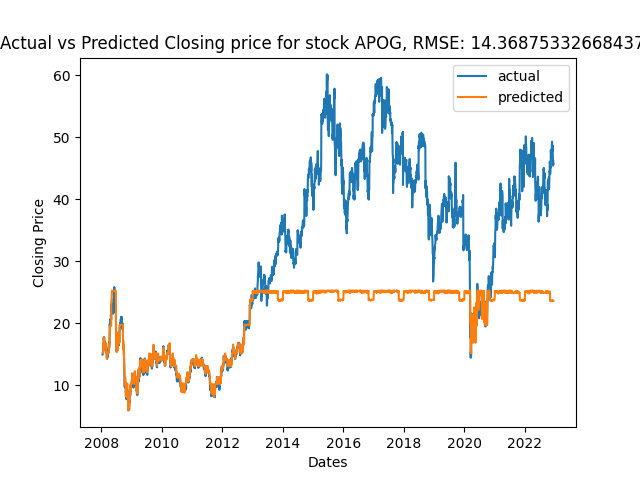 Actual vs Predicted Closing price for stock APOG, RMSE: 14.36875332668437
actual
predicted
Closing Price
60
50
40
30
20
10
2008 2010 2012 2014 2016 2018 2020 2022
Dates